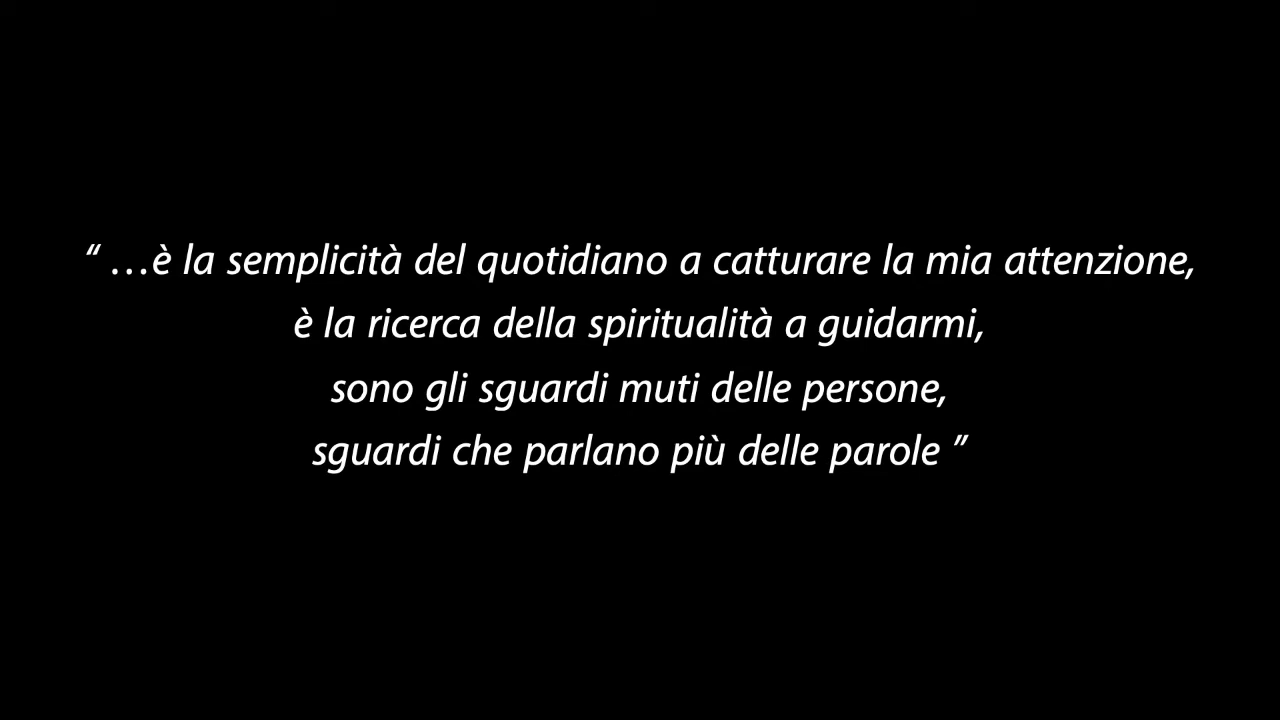 “ …è la semplicità del quotidiano a catturare la mia attenzione,
è la ricerca della spiritualità a guidarmi,
sono gli sguardi muti delle persone,
sguardi che parlano più delle parole ”